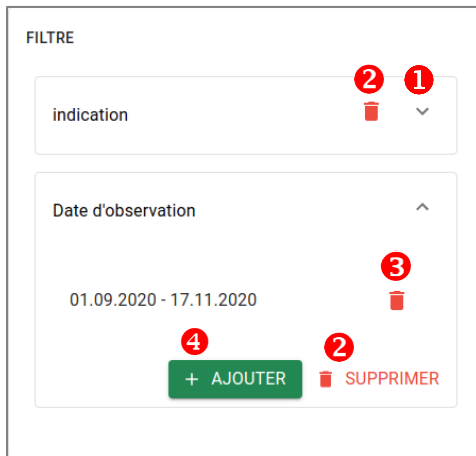 FILTRE
2 1
indication
Date d'observation
3
01.09.2020 - 17.11.2020
4 2
+ AJOUTER SUPPRIMER